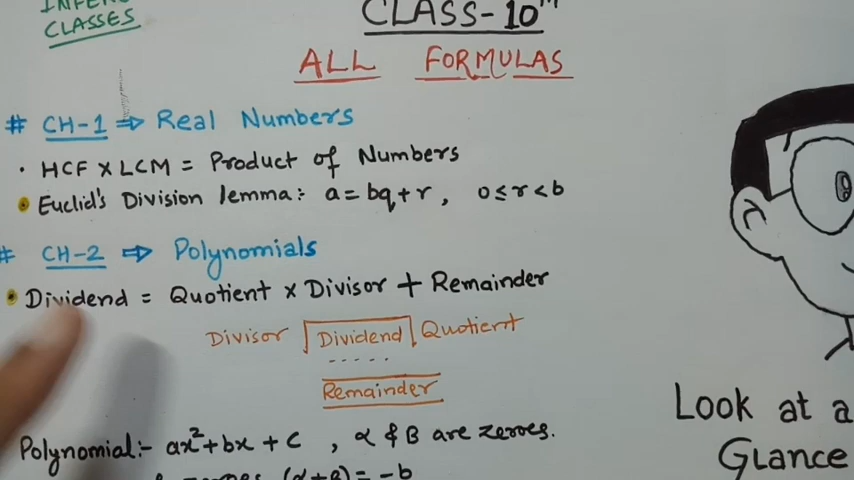 CLASSES
CLASS-10th
ALL FORMULAS
# CH-1 ⇒ Real Numbers
• HCF × LCM = Product of Numbers
• Euclid's Division lemma:- a = bq + r, 0 ≤ r < b
# CH-2 ⇒ Polynomials
• Dividend = Quotient × Divisor + Remainder
Divisor Dividend Quotient
.....
Remainder
Polynomial:- ax² + bx + c , α & β are zeroes.
(α+β) = -b
Look at a
Glance